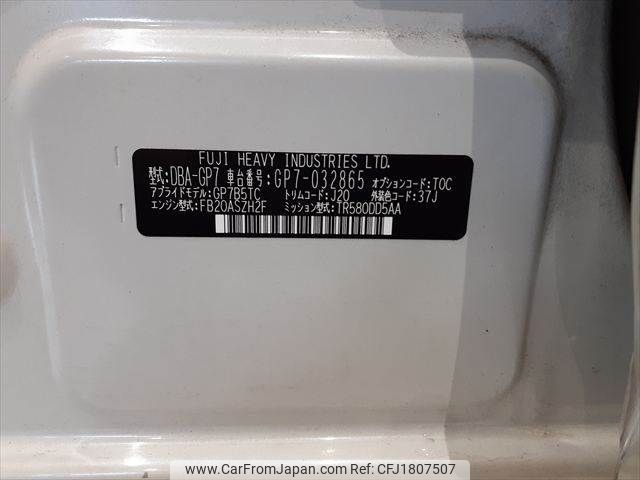 FUJI HEAVY INDUSTRIES LTD.
型式: DBA-GP7 車台番号: GP7-032865 オプションコード: TOC
アプライドモデル: GP7B5TC トリムコード: J20 外装色コード: 37J
エンジン型式: FB20ASZH2F ミッション型式: TR580DD5AA
www.CarFromJapan.com | Photo ID: CFJ1807507